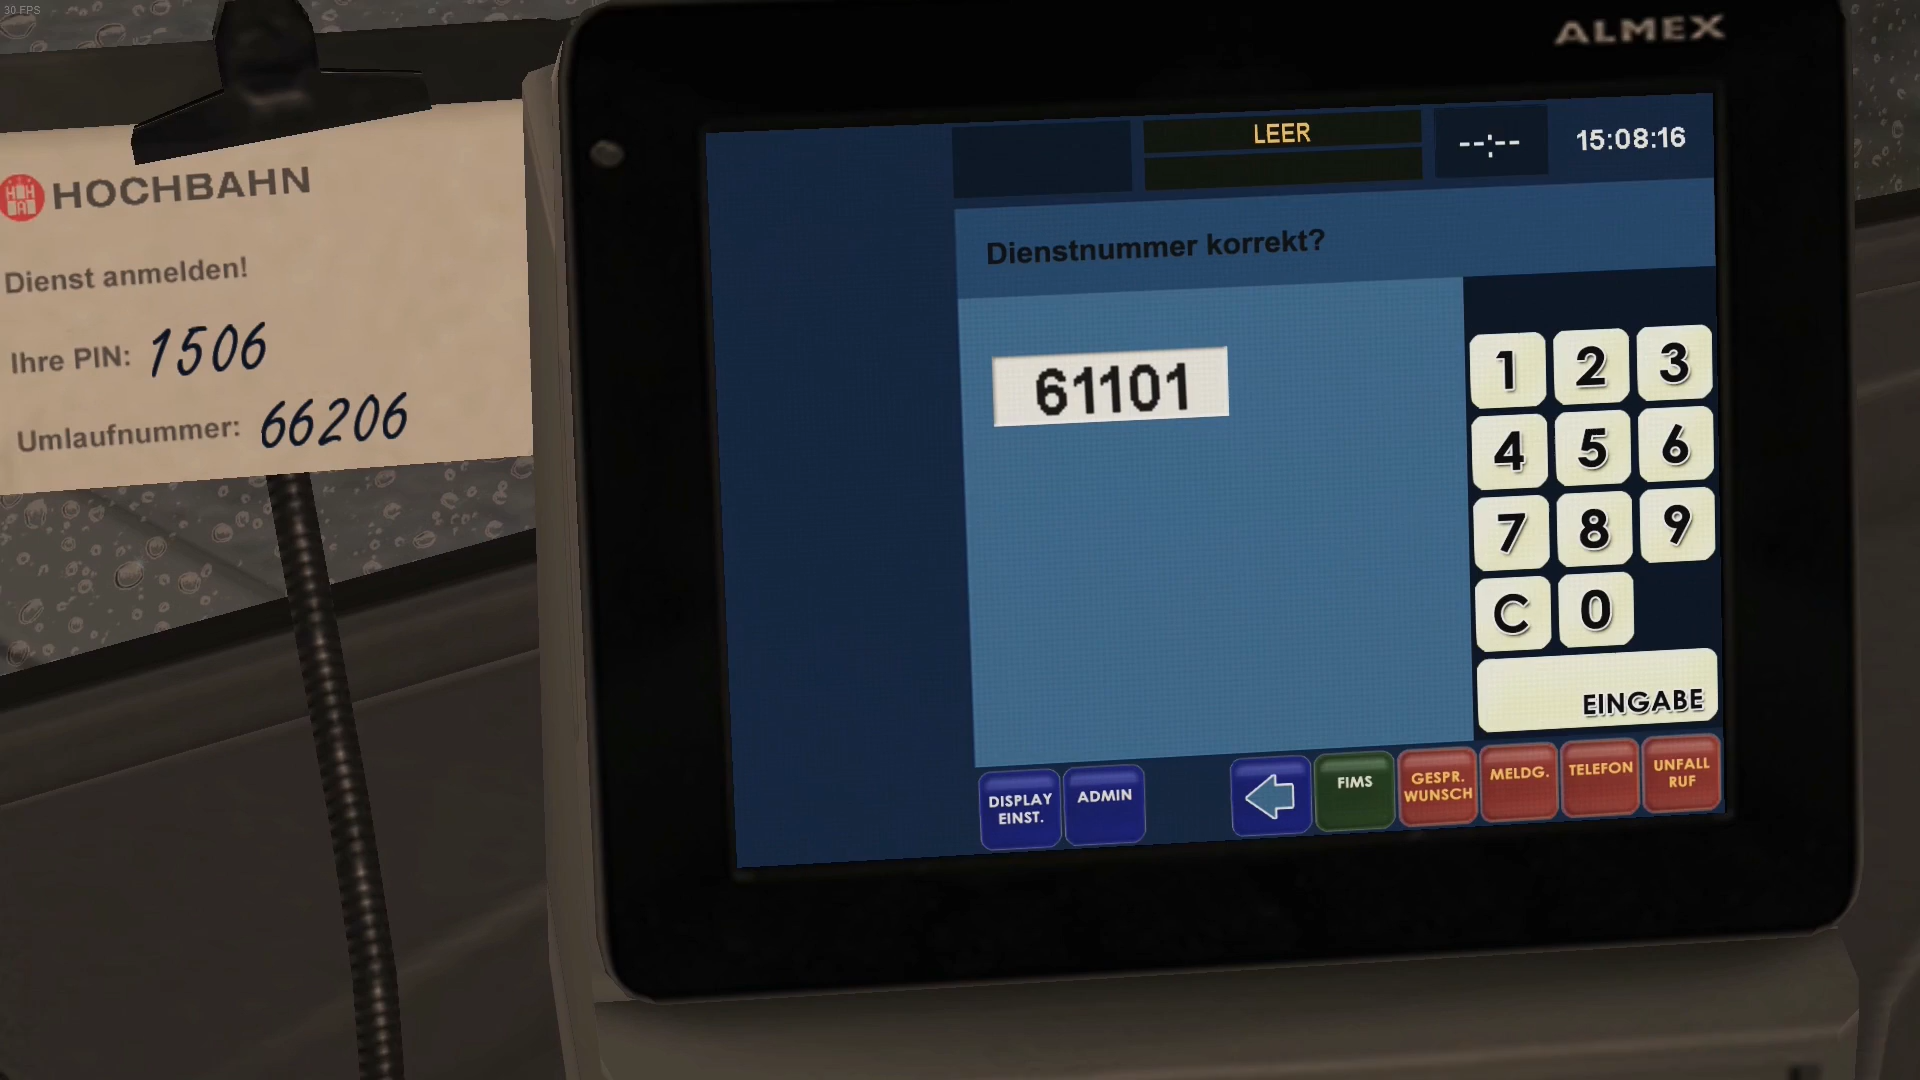 30 FPS
HOCHBAHN
Dienst anmelden!
Ihre PIN: 1506
Umlaufnummer: 66206
ALMEX
LEER
--:--
15:08:16
Dienstnummer korrekt?
61101
1 2 3
4 5 6
7 8 9
C 0
EINGABE
DISPLAY
EINST.
ADMIN
FIMS
GESPR.
WUNSCH
MELDG.
TELEFON
UNFALL
RUF